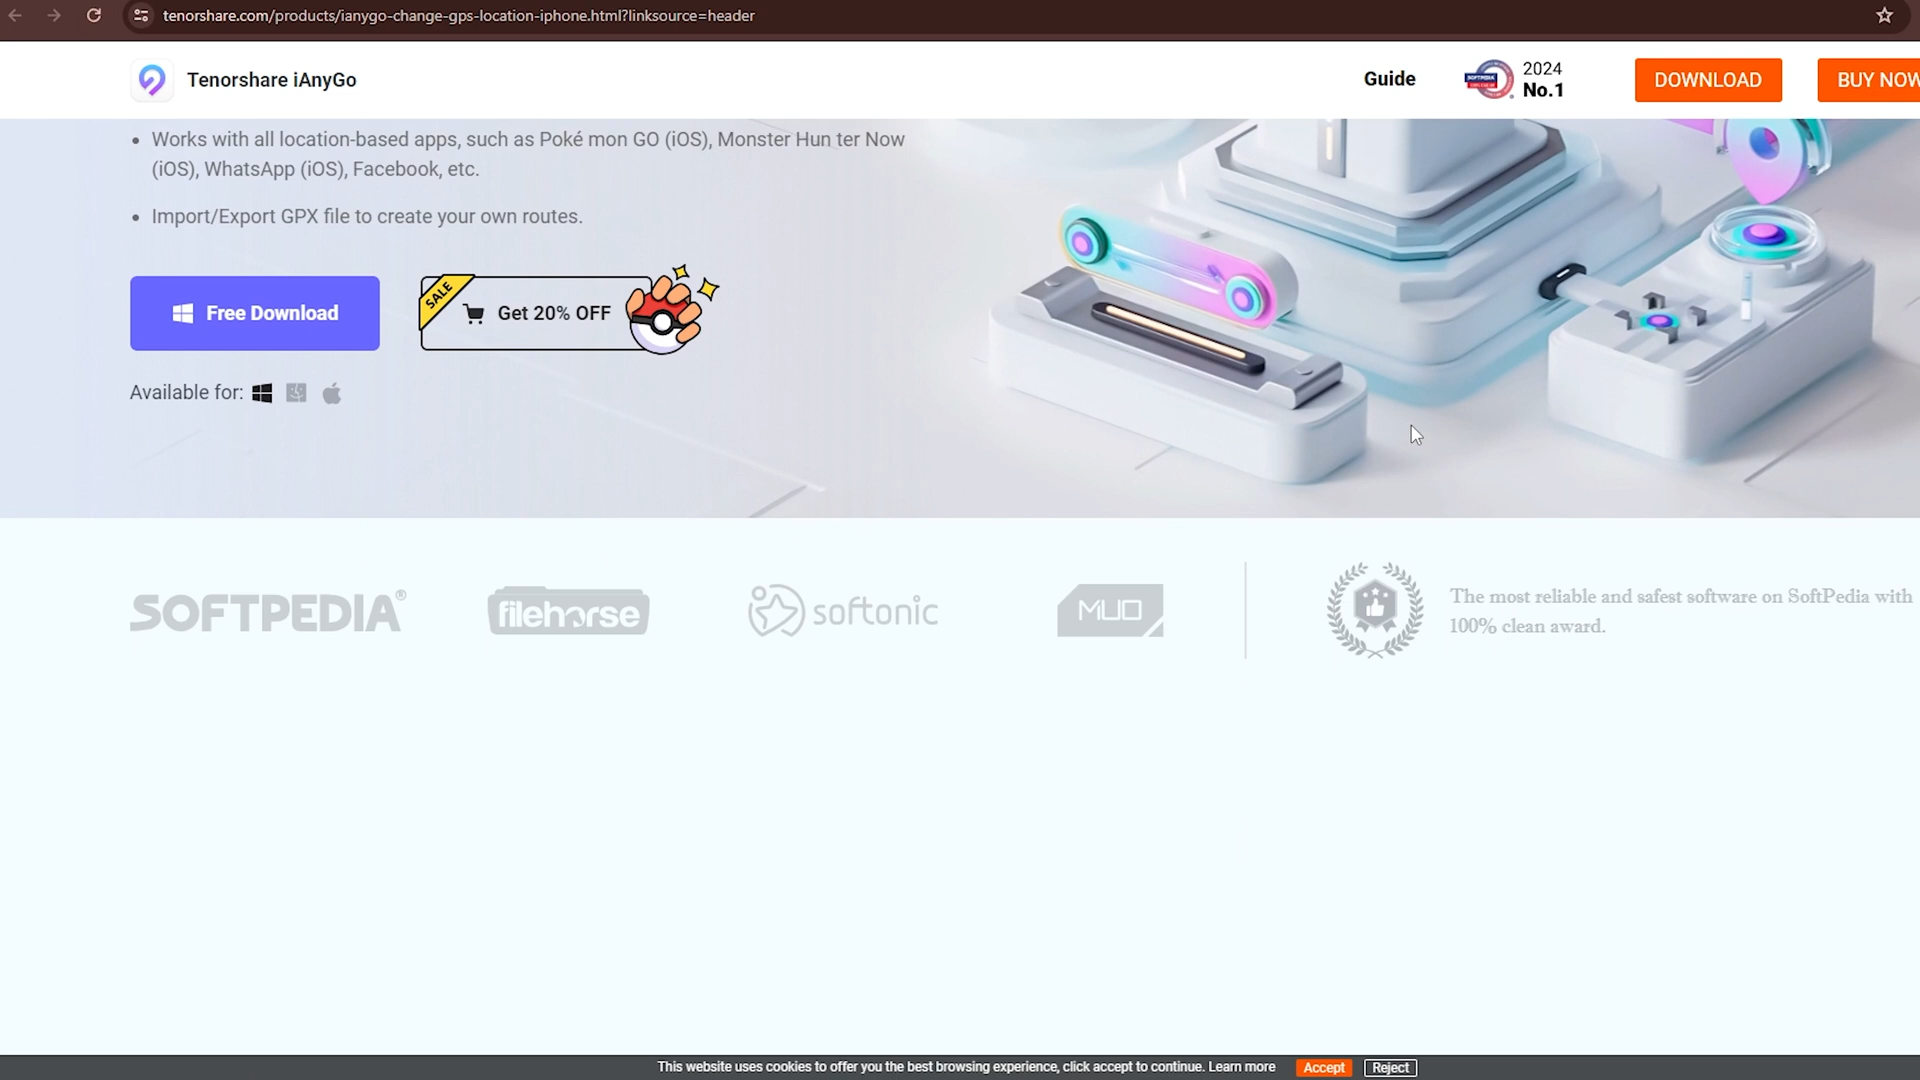 tenorshare.com/products/ianygo-change-gps-location-iphone.html?linksource=header
Tenorshare iAnyGo
Guide
SOFTPEDIA
2024
No.1
DOWNLOAD
BUY NOW
Works with all location-based apps, such as Poké mon GO (iOS), Monster Hun ter Now
(iOS), WhatsApp (iOS), Facebook, etc.
Import/Export GPX file to create your own routes.
Free Download
SALE
Get 20% OFF
Available for:
SOFTPEDIA®
filehorse
softonic
MUO
The most reliable and safest software on SoftPedia with
100% clean award.
This website uses cookies to offer you the best browsing experience, click accept to continue. Learn more
Accept
Reject